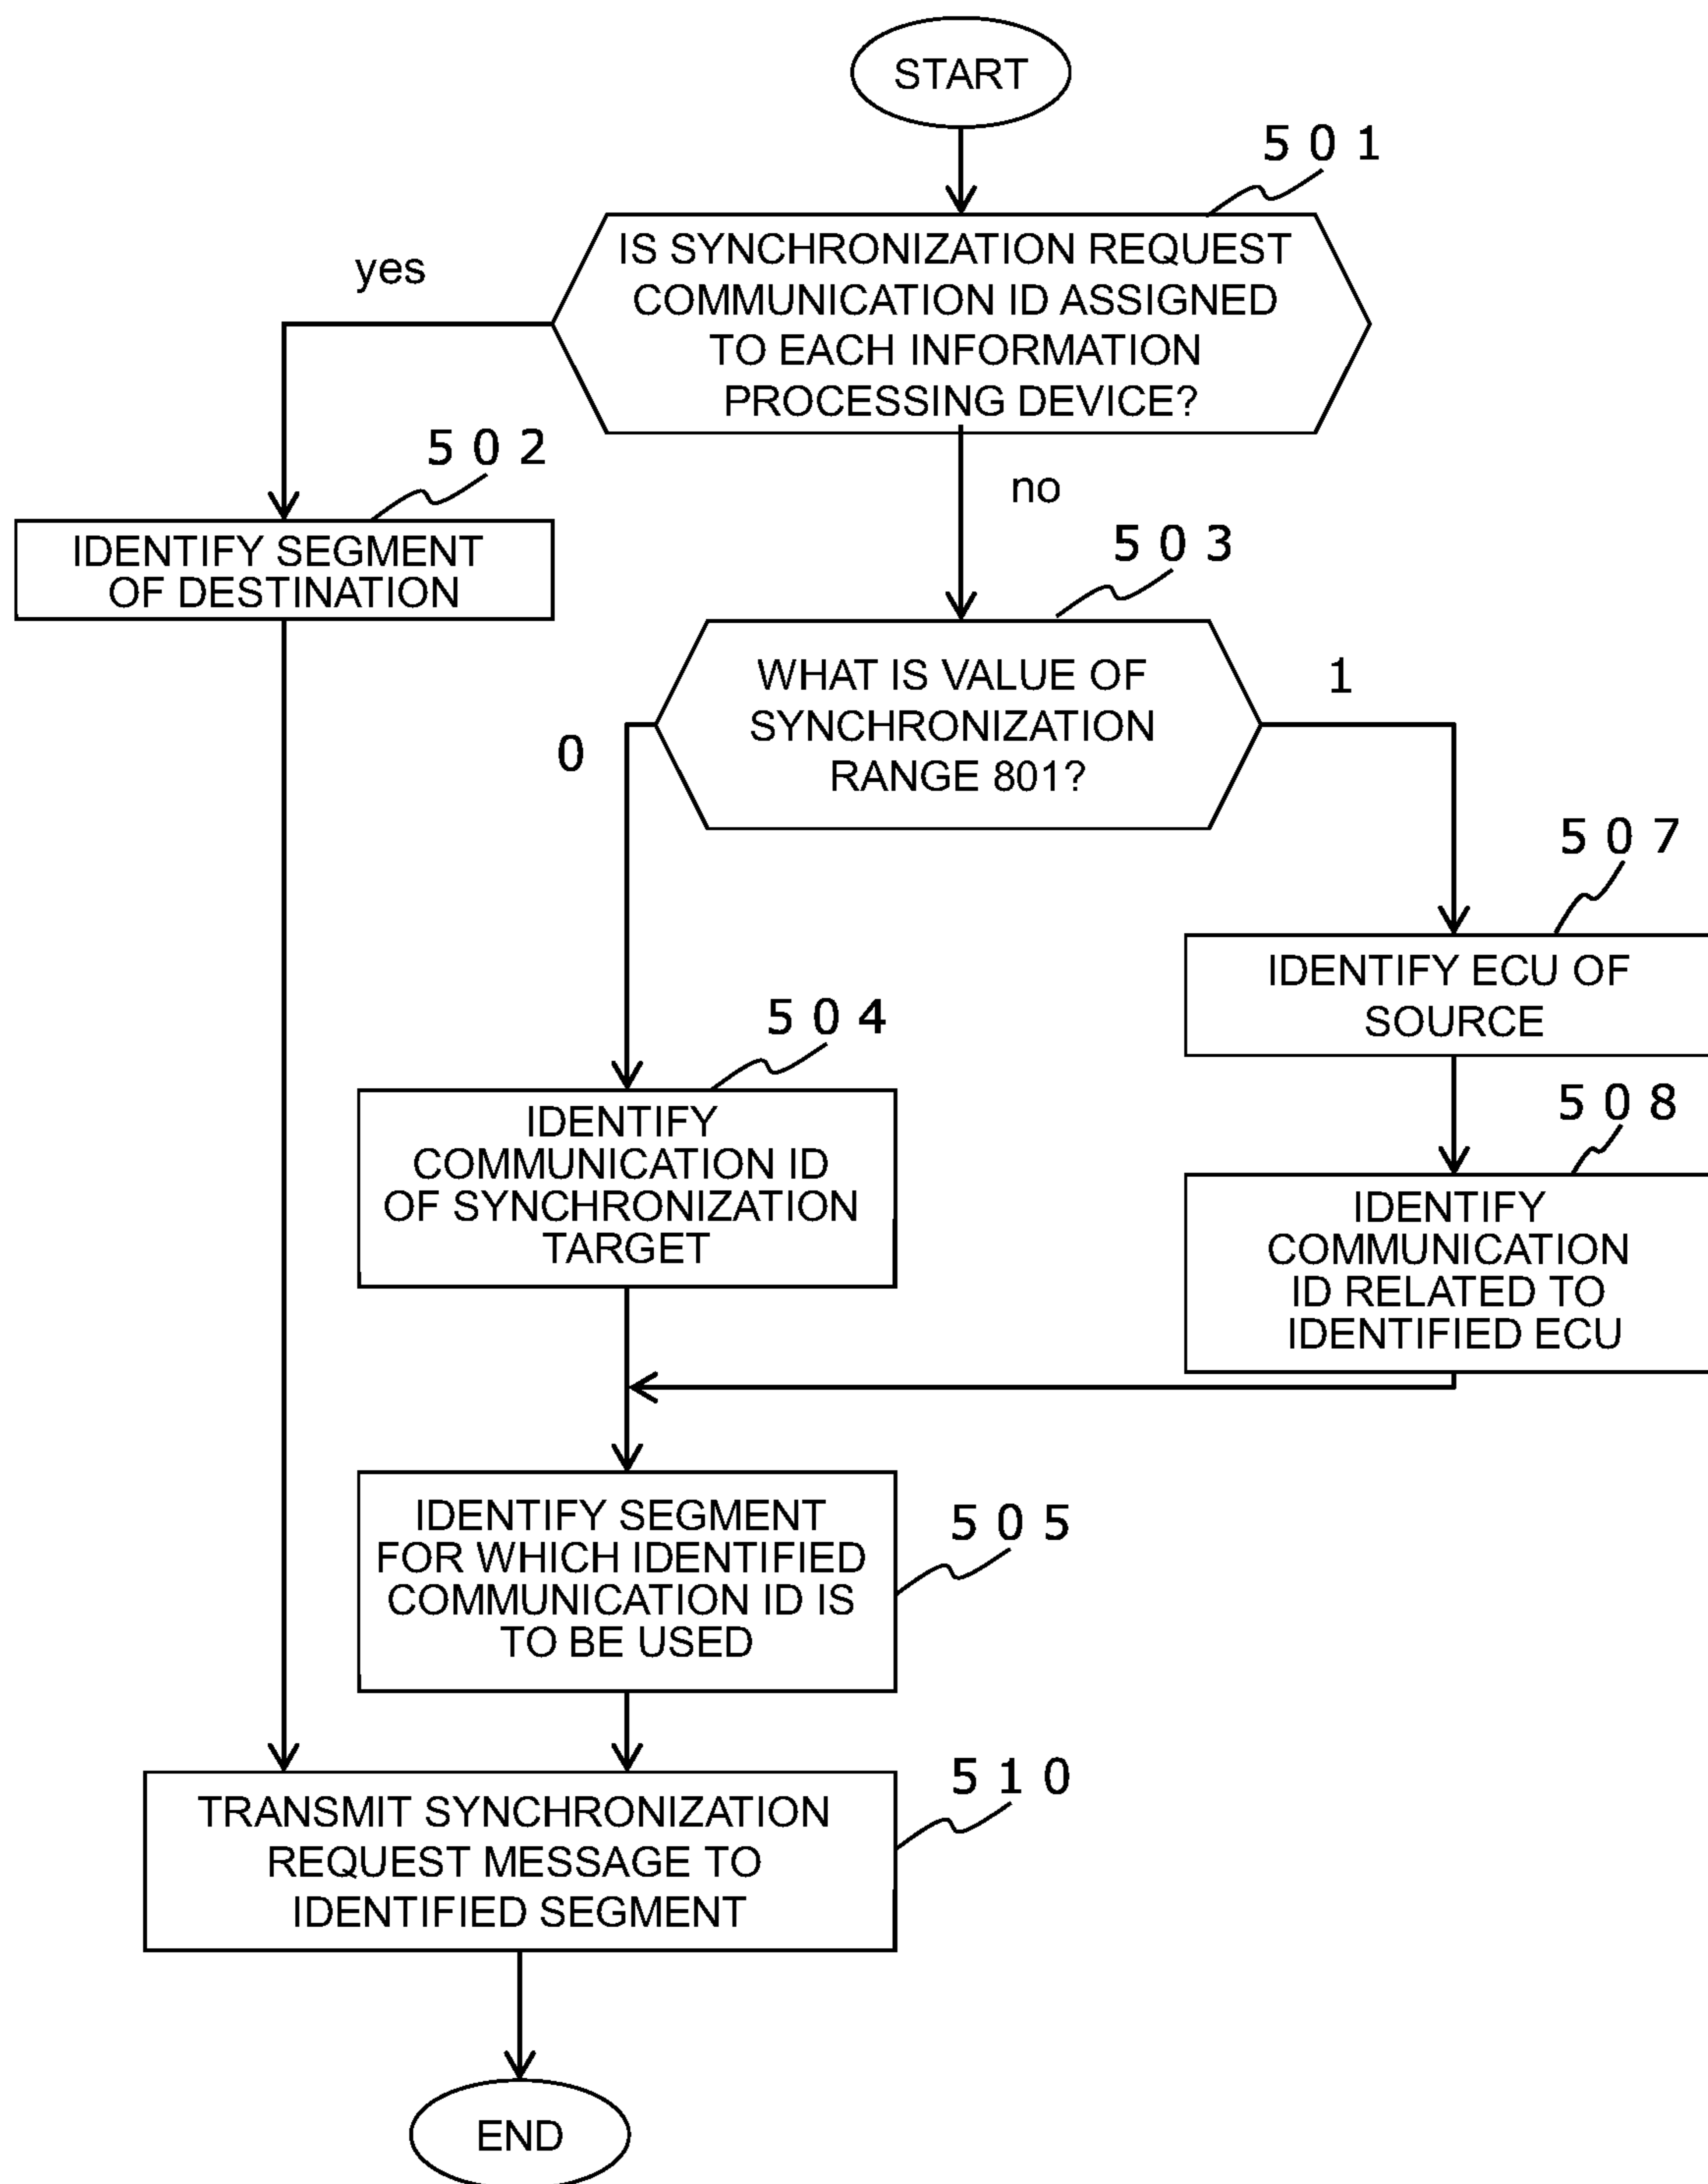 START
501
IS SYNCHRONIZATION REQUEST
COMMUNICATION ID ASSIGNED
TO EACH INFORMATION
PROCESSING DEVICE?
yes
no
502
IDENTIFY SEGMENT
OF DESTINATION
503
WHAT IS VALUE OF
SYNCHRONIZATION
RANGE 801?
0
1
507
IDENTIFY ECU OF
SOURCE
504
IDENTIFY
COMMUNICATION ID
OF SYNCHRONIZATION
TARGET
508
IDENTIFY
COMMUNICATION
ID RELATED TO
IDENTIFIED ECU
505
IDENTIFY SEGMENT
FOR WHICH IDENTIFIED
COMMUNICATION ID IS
TO BE USED
510
TRANSMIT SYNCHRONIZATION
REQUEST MESSAGE TO
IDENTIFIED SEGMENT
END